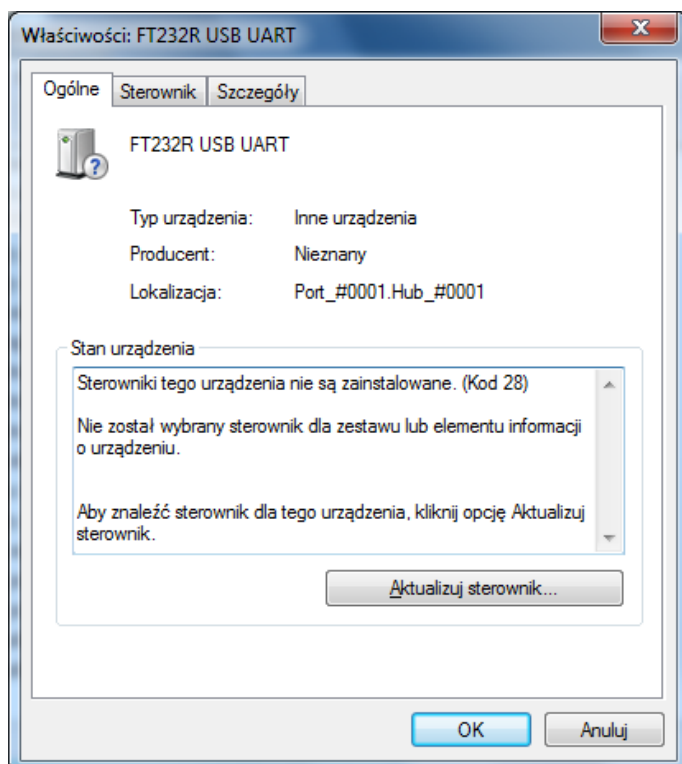 Właściwości: FT232R USB UART
Ogólne Sterownik Szczegóły
FT232R USB UART
Typ urządzenia: Inne urządzenia
Producent: Nieznany
Lokalizacja: Port_#0001.Hub_#0001
Stan urządzenia
Sterowniki tego urządzenia nie są zainstalowane. (Kod 28)
Nie został wybrany sterownik dla zestawu lub elementu informacji
o urządzeniu.
Aby znaleźć sterownik dla tego urządzenia, kliknij opcję Aktualizuj
sterownik.
Aktualizuj sterownik...
OK Anuluj